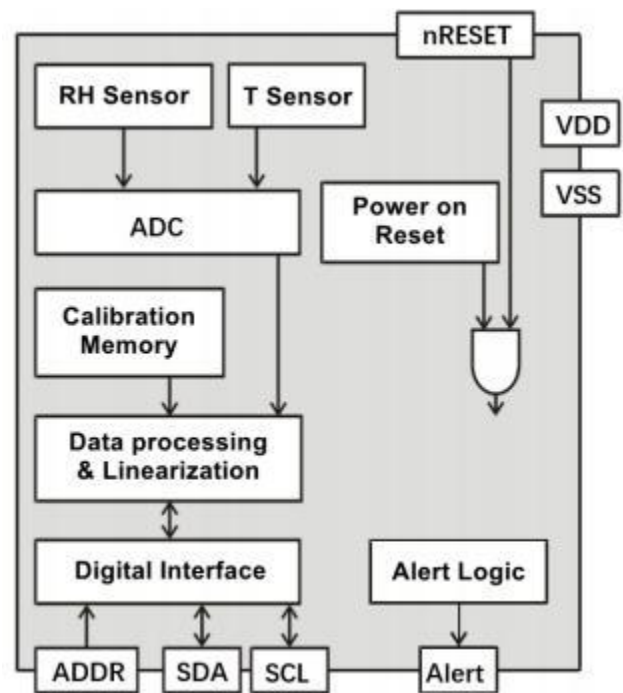 nRESET
RH Sensor
T Sensor
VDD
VSS
ADC
Power on
Reset
Calibration
Memory
Data processing
& Linearization
Digital Interface
Alert Logic
ADDR
SDA
SCL
Alert